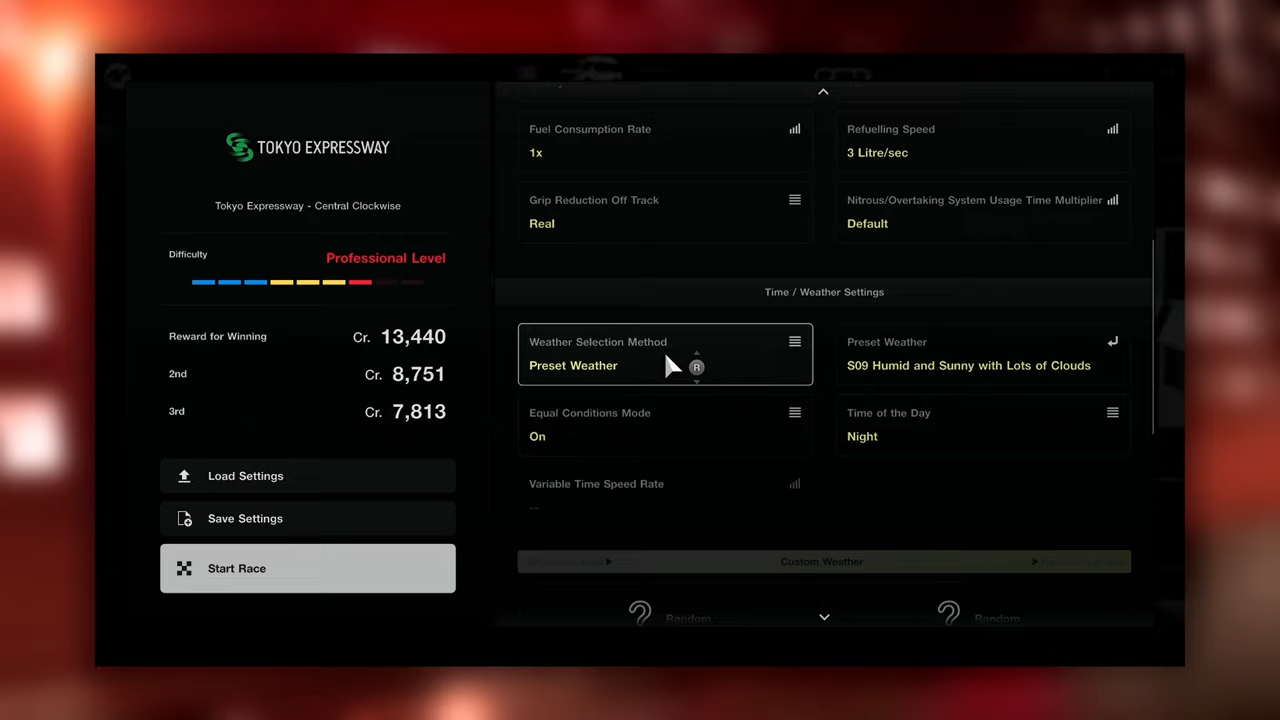 TOKYO EXPRESSWAY
Tokyo Expressway - Central Clockwise
Difficulty
Professional Level
Reward for Winning
Cr. 13,440
2nd
Cr. 8,751
3rd
Cr. 7,813
Load Settings
Save Settings
Start Race
Fuel Consumption Rate
1x
Refuelling Speed
3 Litre/sec
Grip Reduction Off Track
Real
Nitrous/Overtaking System Usage Time Multiplier
Default
Time / Weather Settings
Weather Selection Method
Preset Weather
R
Preset Weather
S09 Humid and Sunny with Lots of Clouds
Equal Conditions Mode
On
Time of the Day
Night
Variable Time Speed Rate
--
Custom Weather
Random
Random